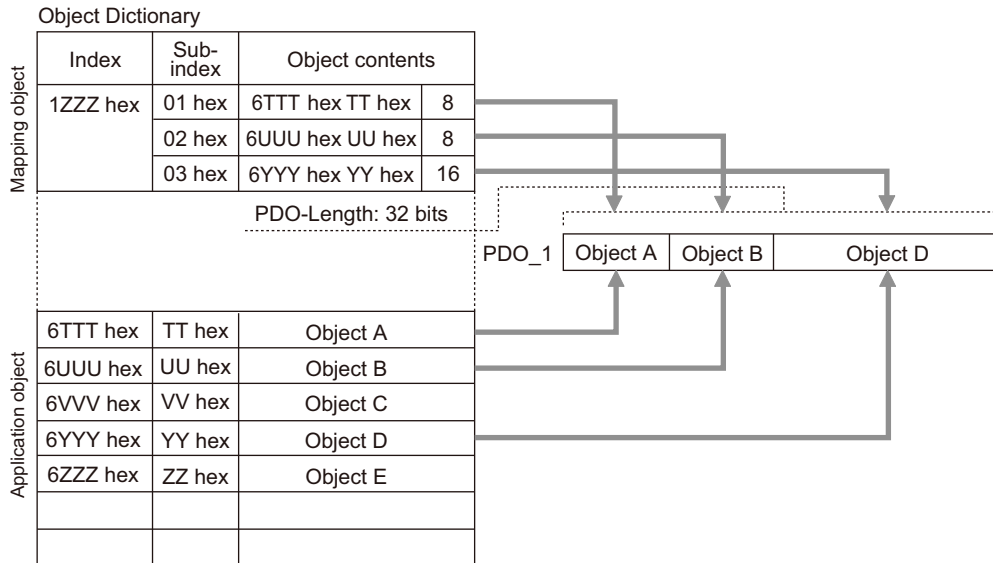 Object Dictionary
Index Sub-index Object contents
Mapping object
1ZZZ hex 01 hex 6TTT hex TT hex 8
02 hex 6UUU hex UU hex 8
03 hex 6YYY hex YY hex 16
PDO-Length: 32 bits
PDO_1 Object A Object B Object D
Application object
6TTT hex TT hex Object A
6UUU hex UU hex Object B
6VVV hex VV hex Object C
6YYY hex YY hex Object D
6ZZZ hex ZZ hex Object E